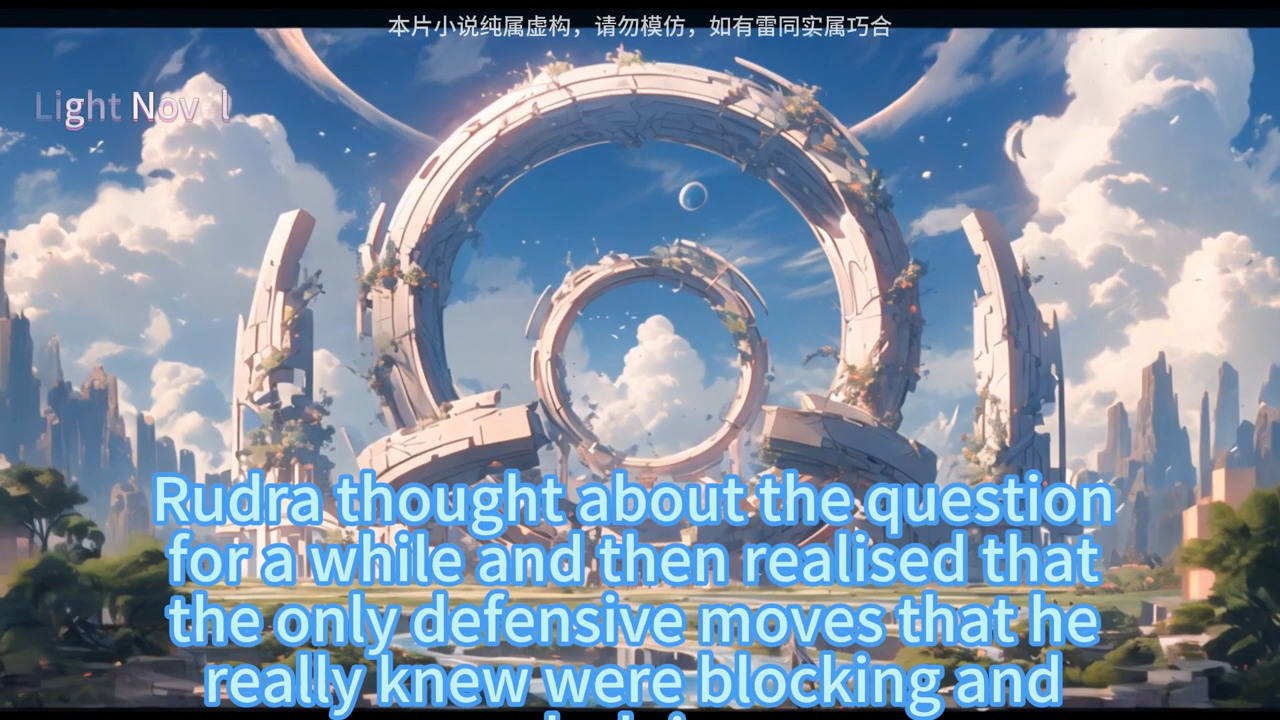 本片小说纯属虚构，请勿模仿，如有雷同实属巧合
Light Nov l
Rudra thought about the question
for a while and then realised that
the only defensive moves that he
really knew were blocking and